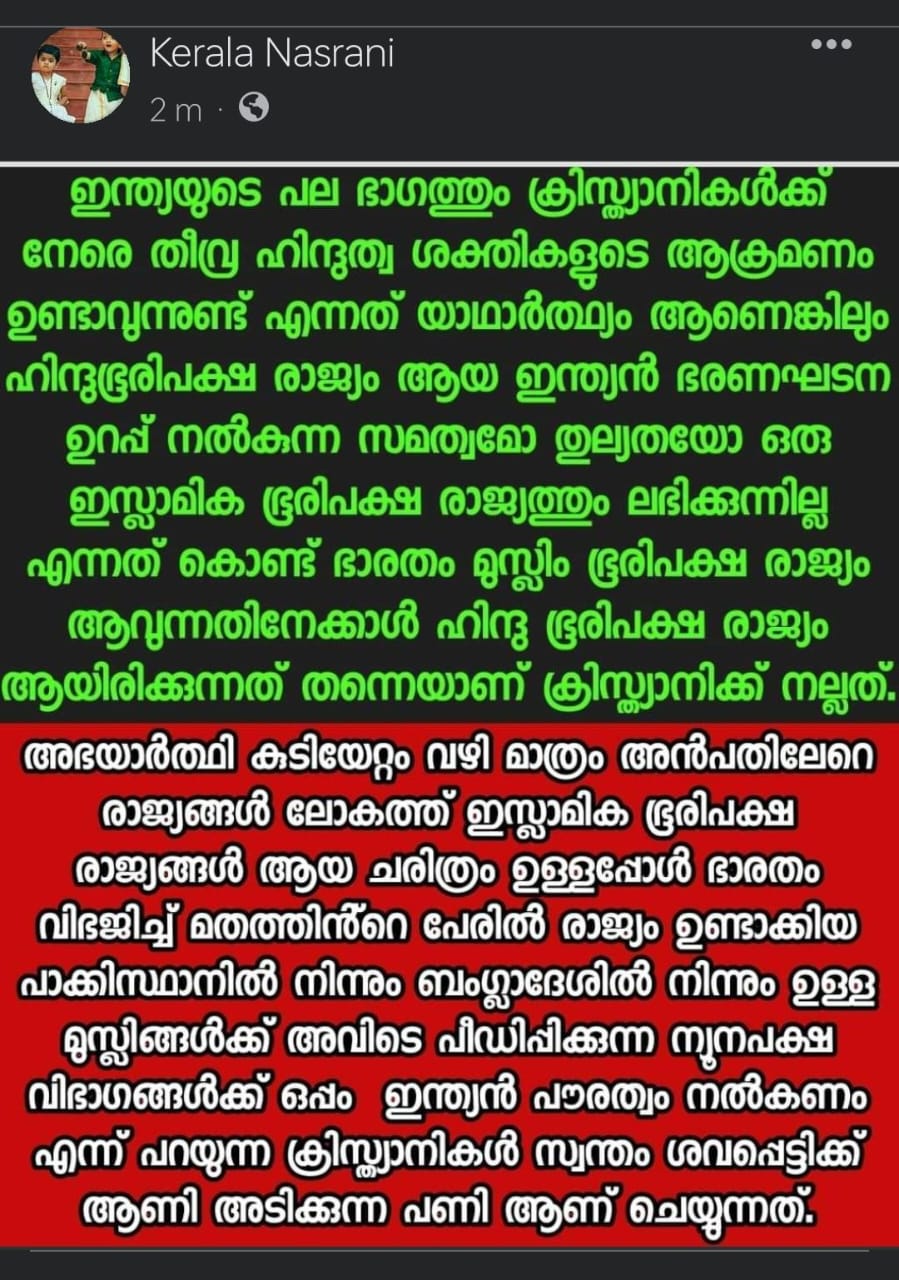 Kerala Nasrani
2 m ·
ഇന്ത്യയുടെ പല ഭാഗത്തും ക്രിസ്ത്യാനികൾക്ക്
നേരെ തീവ്ര ഹിന്ദുത്വ ശക്തികളുടെ ആക്രമണം
ഉണ്ടാവുന്നുണ്ട് എന്നത് യാഥാർത്ഥ്യം ആണെങ്കിലും
ഹിന്ദുഭൂരിപക്ഷ രാജ്യം ആയ ഇന്ത്യൻ ഭരണഘടന
ഉറപ്പ് നൽകുന്ന സമത്വമോ തുല്യതയോ ഒരു
ഇസ്ലാമിക ഭൂരിപക്ഷ രാജ്യത്തും ലഭിക്കുന്നില്ല
എന്നത് കൊണ്ട് ഭാരതം മുസ്ലിം ഭൂരിപക്ഷ രാജ്യം
ആവുന്നതിനേക്കാൾ ഹിന്ദു ഭൂരിപക്ഷ രാജ്യം
ആയിരിക്കുന്നത് തന്നെയാണ് ക്രിസ്ത്യാനിക്ക് നല്ലത്.
അഭയാർത്ഥി കുടിയേറ്റം വഴി മാത്രം അൻപതിലേറെ
രാജ്യങ്ങൾ ലോകത്ത് ഇസ്ലാമിക ഭൂരിപക്ഷ
രാജ്യങ്ങൾ ആയ ചരിത്രം ഉള്ളപ്പോൾ ഭാരതം
വിഭജിച്ച് മതത്തിൻ്റെ പേരിൽ രാജ്യം ഉണ്ടാക്കിയ
പാക്കിസ്ഥാനിൽ നിന്നും ബംഗ്ലാദേശിൽ നിന്നും ഉള്ള
മുസ്ലിങ്ങൾക്ക് അവിടെ പീഡിപ്പിക്കുന്ന ന്യൂനപക്ഷ
വിഭാഗങ്ങൾക്ക് ഒപ്പം ഇന്ത്യൻ പൗരത്വം നൽകണം
എന്ന് പറയുന്ന ക്രിസ്ത്യാനികൾ സ്വന്തം ശവപ്പെട്ടിക്ക്
ആണി അടിക്കുന്ന പണി ആണ് ചെയ്യുന്നത്.